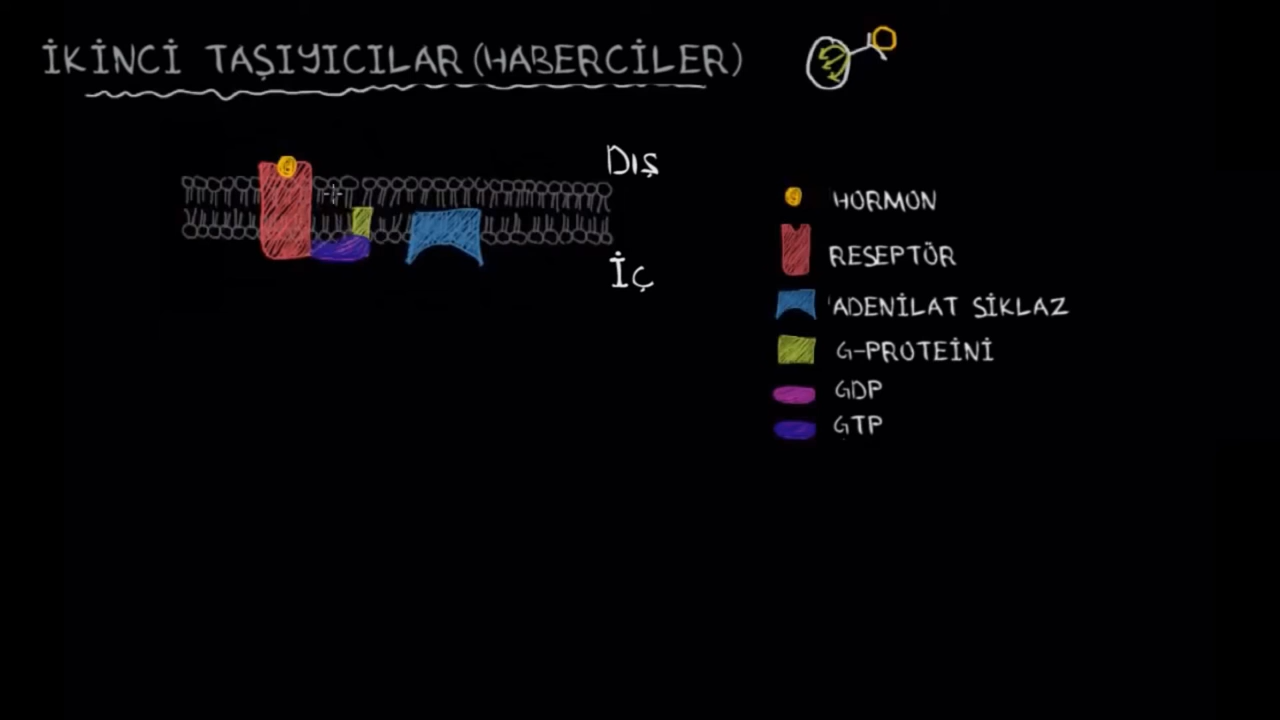 İKİNCİ TAŞIYICILAR (HABERCİLER)
DIŞ
İÇ
HORMON
RESEPTÖR
ADENİLAT SİKLAZ
G-PROTEİNİ
GDP
GTP